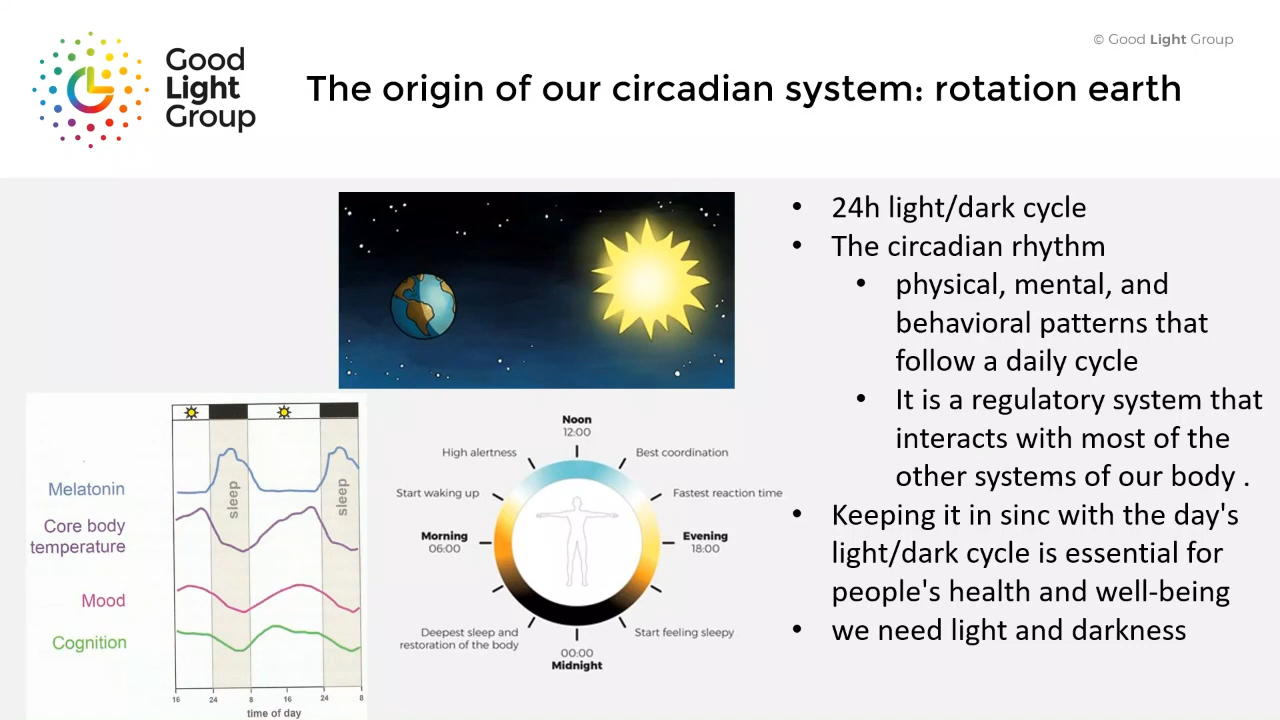 © Good Light Group
Good
Light
Group
The origin of our circadian system: rotation earth
• 24h light/dark cycle
• The circadian rhythm
• physical, mental, and
behavioral patterns that
follow a daily cycle
• It is a regulatory system that
interacts with most of the
other systems of our body .
• Keeping it in sinc with the day's
light/dark cycle is essential for
people's health and well-being
• we need light and darkness
Melatonin
Core body
temperature
Mood
Cognition
sleep
sleep
16 24 8 16 24 8
time of day
Noon
12:00
High alertness
Best coordination
Start waking up
Fastest reaction time
Morning
06:00
Evening
18:00
Deepest sleep and
restoration of the body
Start feeling sleepy
00:00
Midnight